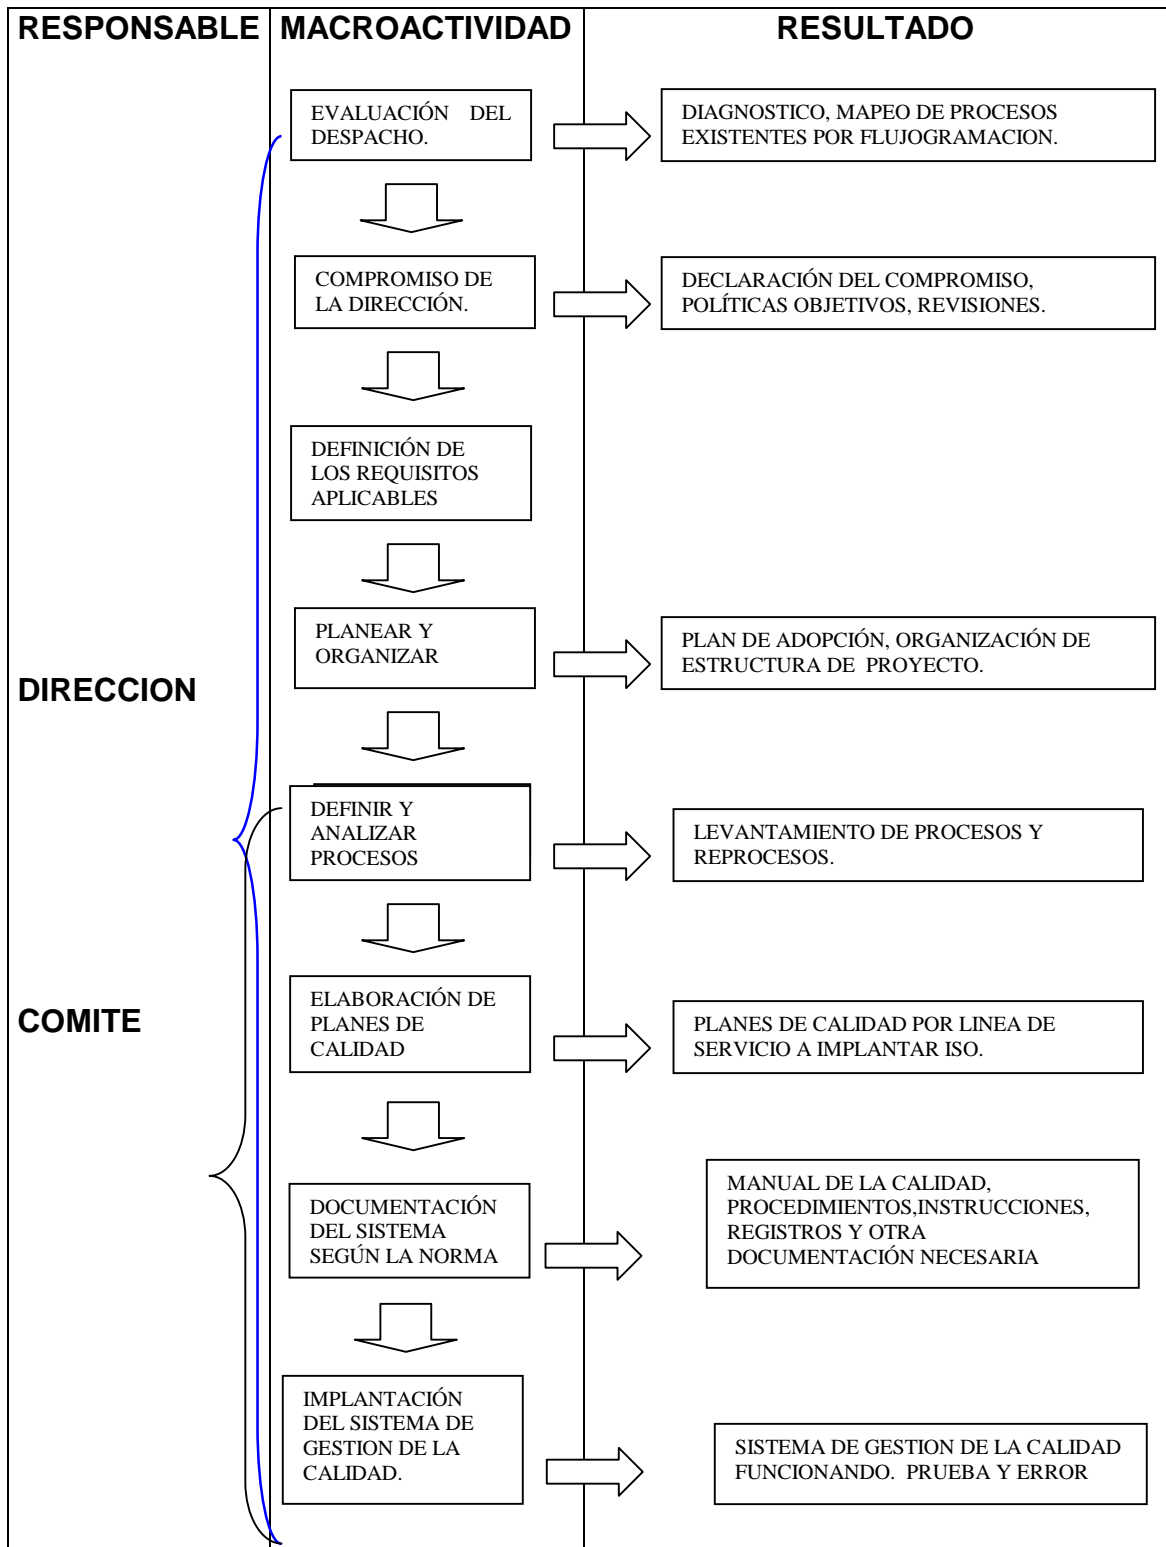 RESPONSABLE MACROACTIVIDAD RESULTADO
EVALUACIÓN DEL
DESPACHO.
DIAGNOSTICO, MAPEO DE PROCESOS
EXISTENTES POR FLUJOGRAMACION.
COMPROMISO DE
LA DIRECCIÓN.
DECLARACIÓN DEL COMPROMISO,
POLÍTICAS OBJETIVOS, REVISIONES.
DEFINICIÓN DE
LOS REQUISITOS
APLICABLES
PLANEAR Y
ORGANIZAR
PLAN DE ADOPCIÓN, ORGANIZACIÓN DE
ESTRUCTURA DE PROYECTO.
DIRECCION
DEFINIR Y
ANALIZAR
PROCESOS
LEVANTAMIENTO DE PROCESOS Y
REPROCESOS.
COMITE
ELABORACIÓN DE
PLANES DE
CALIDAD
PLANES DE CALIDAD POR LINEA DE
SERVICIO A IMPLANTAR ISO.
DOCUMENTACIÓN
DEL SISTEMA
SEGÚN LA NORMA
MANUAL DE LA CALIDAD,
PROCEDIMIENTOS,INSTRUCCIONES,
REGISTROS Y OTRA
DOCUMENTACIÓN NECESARIA
IMPLANTACIÓN
DEL SISTEMA DE
GESTION DE LA
CALIDAD.
SISTEMA DE GESTION DE LA CALIDAD
FUNCIONANDO. PRUEBA Y ERROR